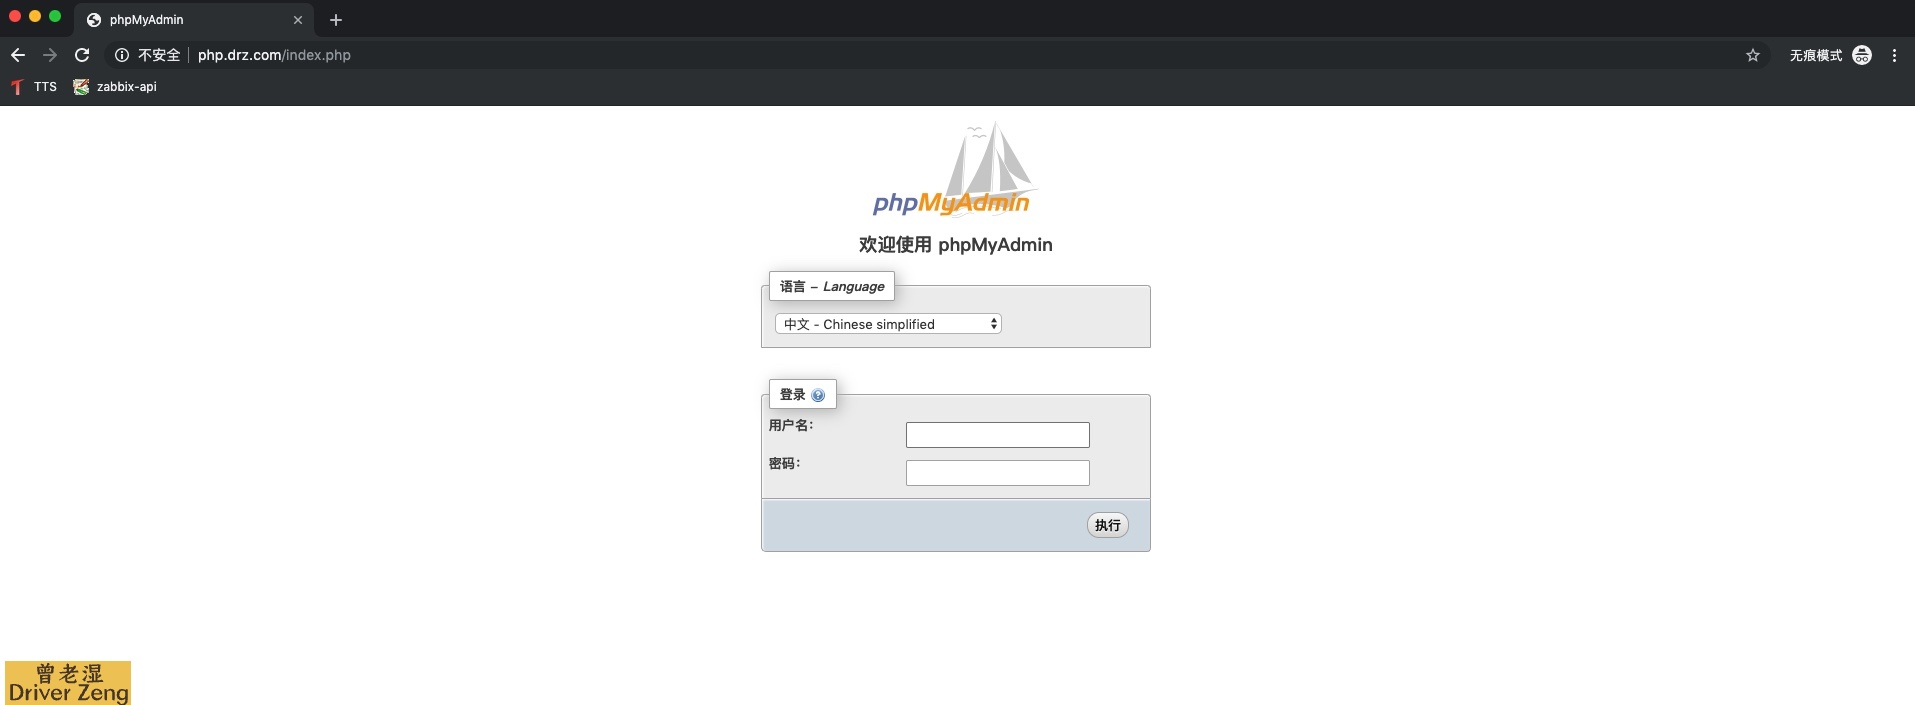 phpMyAdmin
不安全 php.drz.com/index.php
无痕模式
TTS zabbix-api
phpMyAdmin
欢迎使用 phpMyAdmin
语言 - Language
中文 - Chinese simplified
登录
用户名：
密码：
执行
曾老湿
Driver Zeng